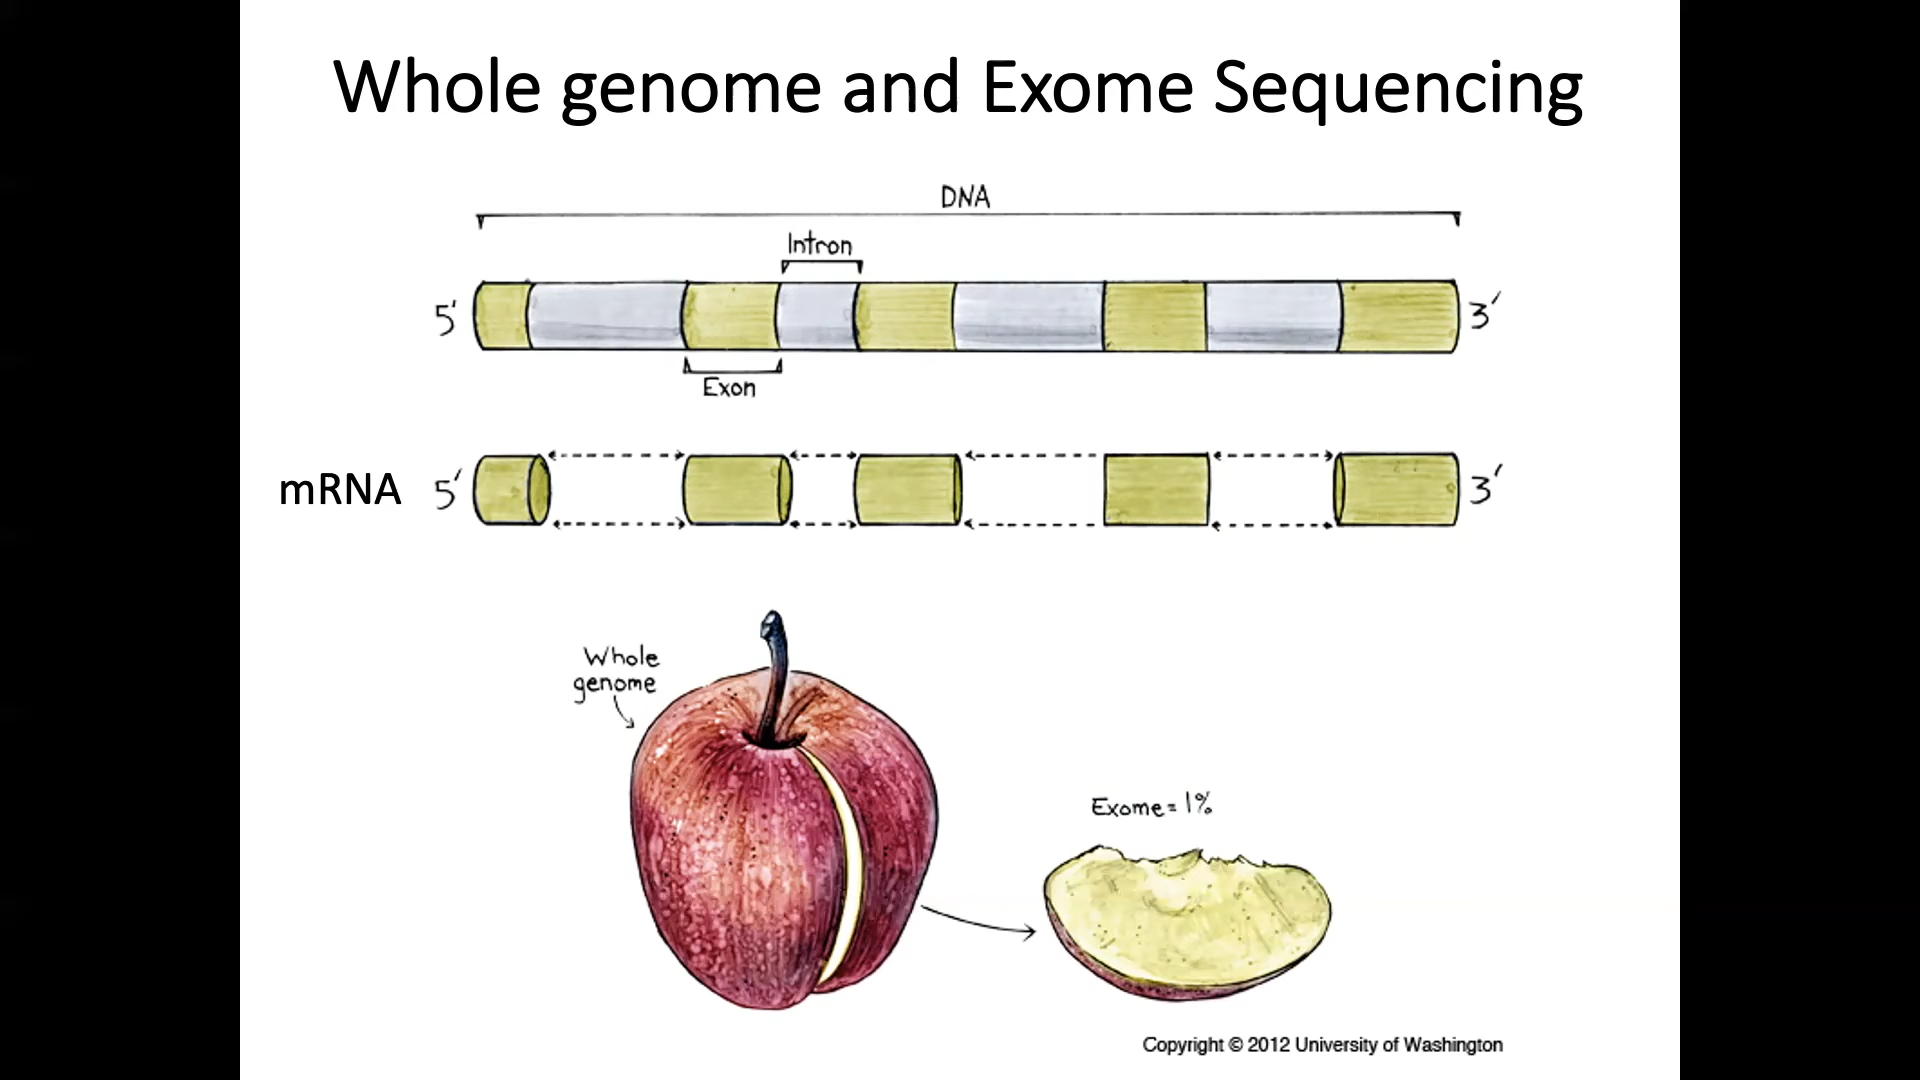 Whole genome and Exome Sequencing
DNA
Intron
5′
3′
Exon
mRNA
5′
3′
Whole
genome
Exome = 1%
Copyright © 2012 University of Washington